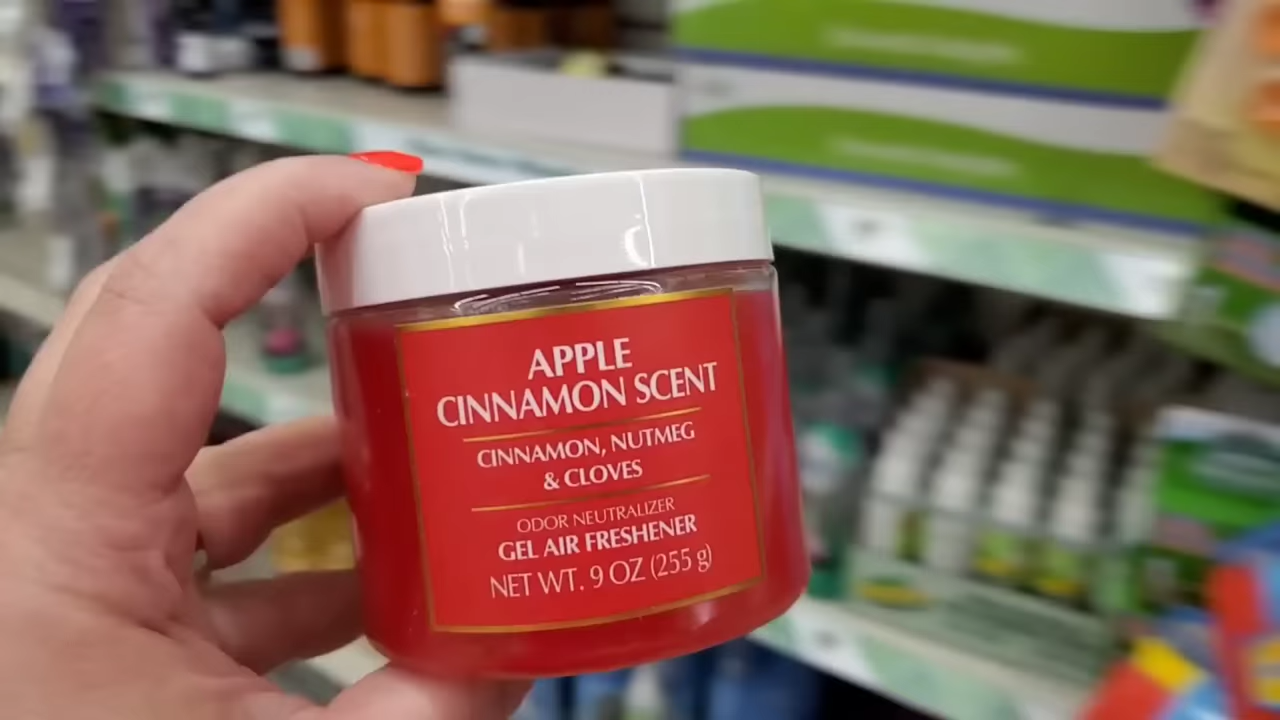 APPLE
CINNAMON SCENT
CINNAMON, NUTMEG
& CLOVES
ODOR NEUTRALIZER
GEL AIR FRESHENER
NET WT. 9 OZ (255 g)